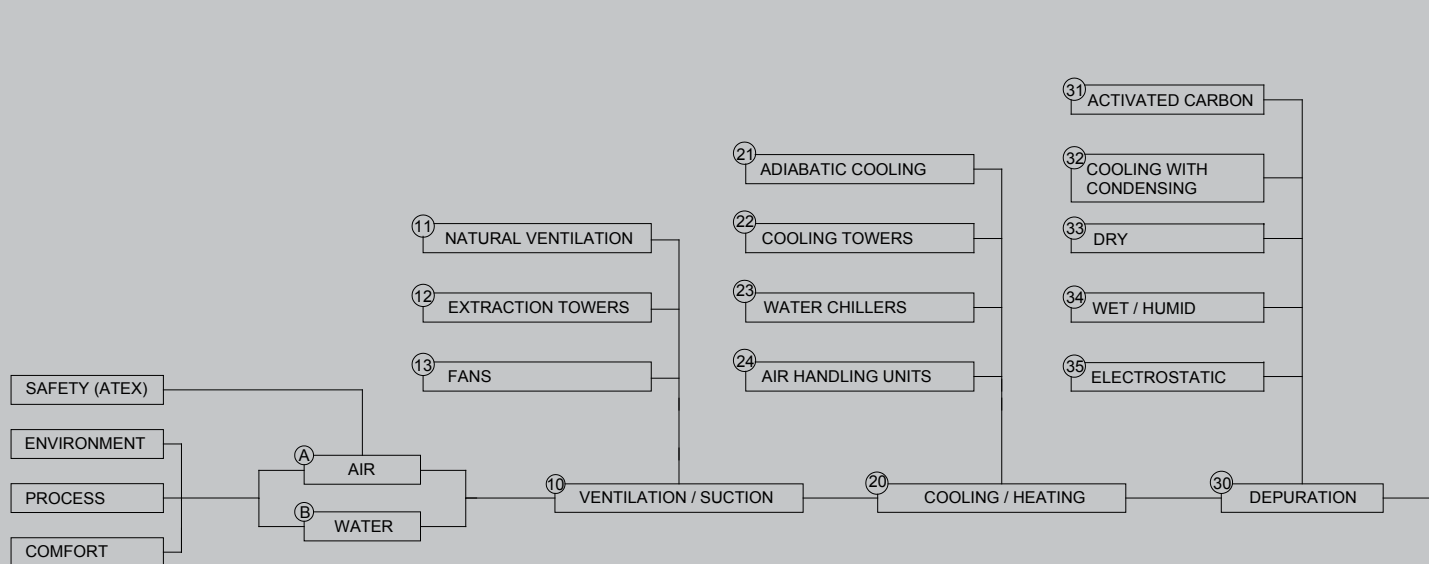 31
ACTIVATED CARBON
21
ADIABATIC COOLING
32
COOLING WITH
CONDENSING
11
NATURAL VENTILATION
22
COOLING TOWERS
33
DRY
12
EXTRACTION TOWERS
23
WATER CHILLERS
34
WET / HUMID
13
FANS
24
AIR HANDLING UNITS
35
ELECTROSTATIC
SAFETY (ATEX)
ENVIRONMENT
PROCESS
COMFORT
A
AIR
B
WATER
10
VENTILATION / SUCTION
20
COOLING / HEATING
30
DEPURATION